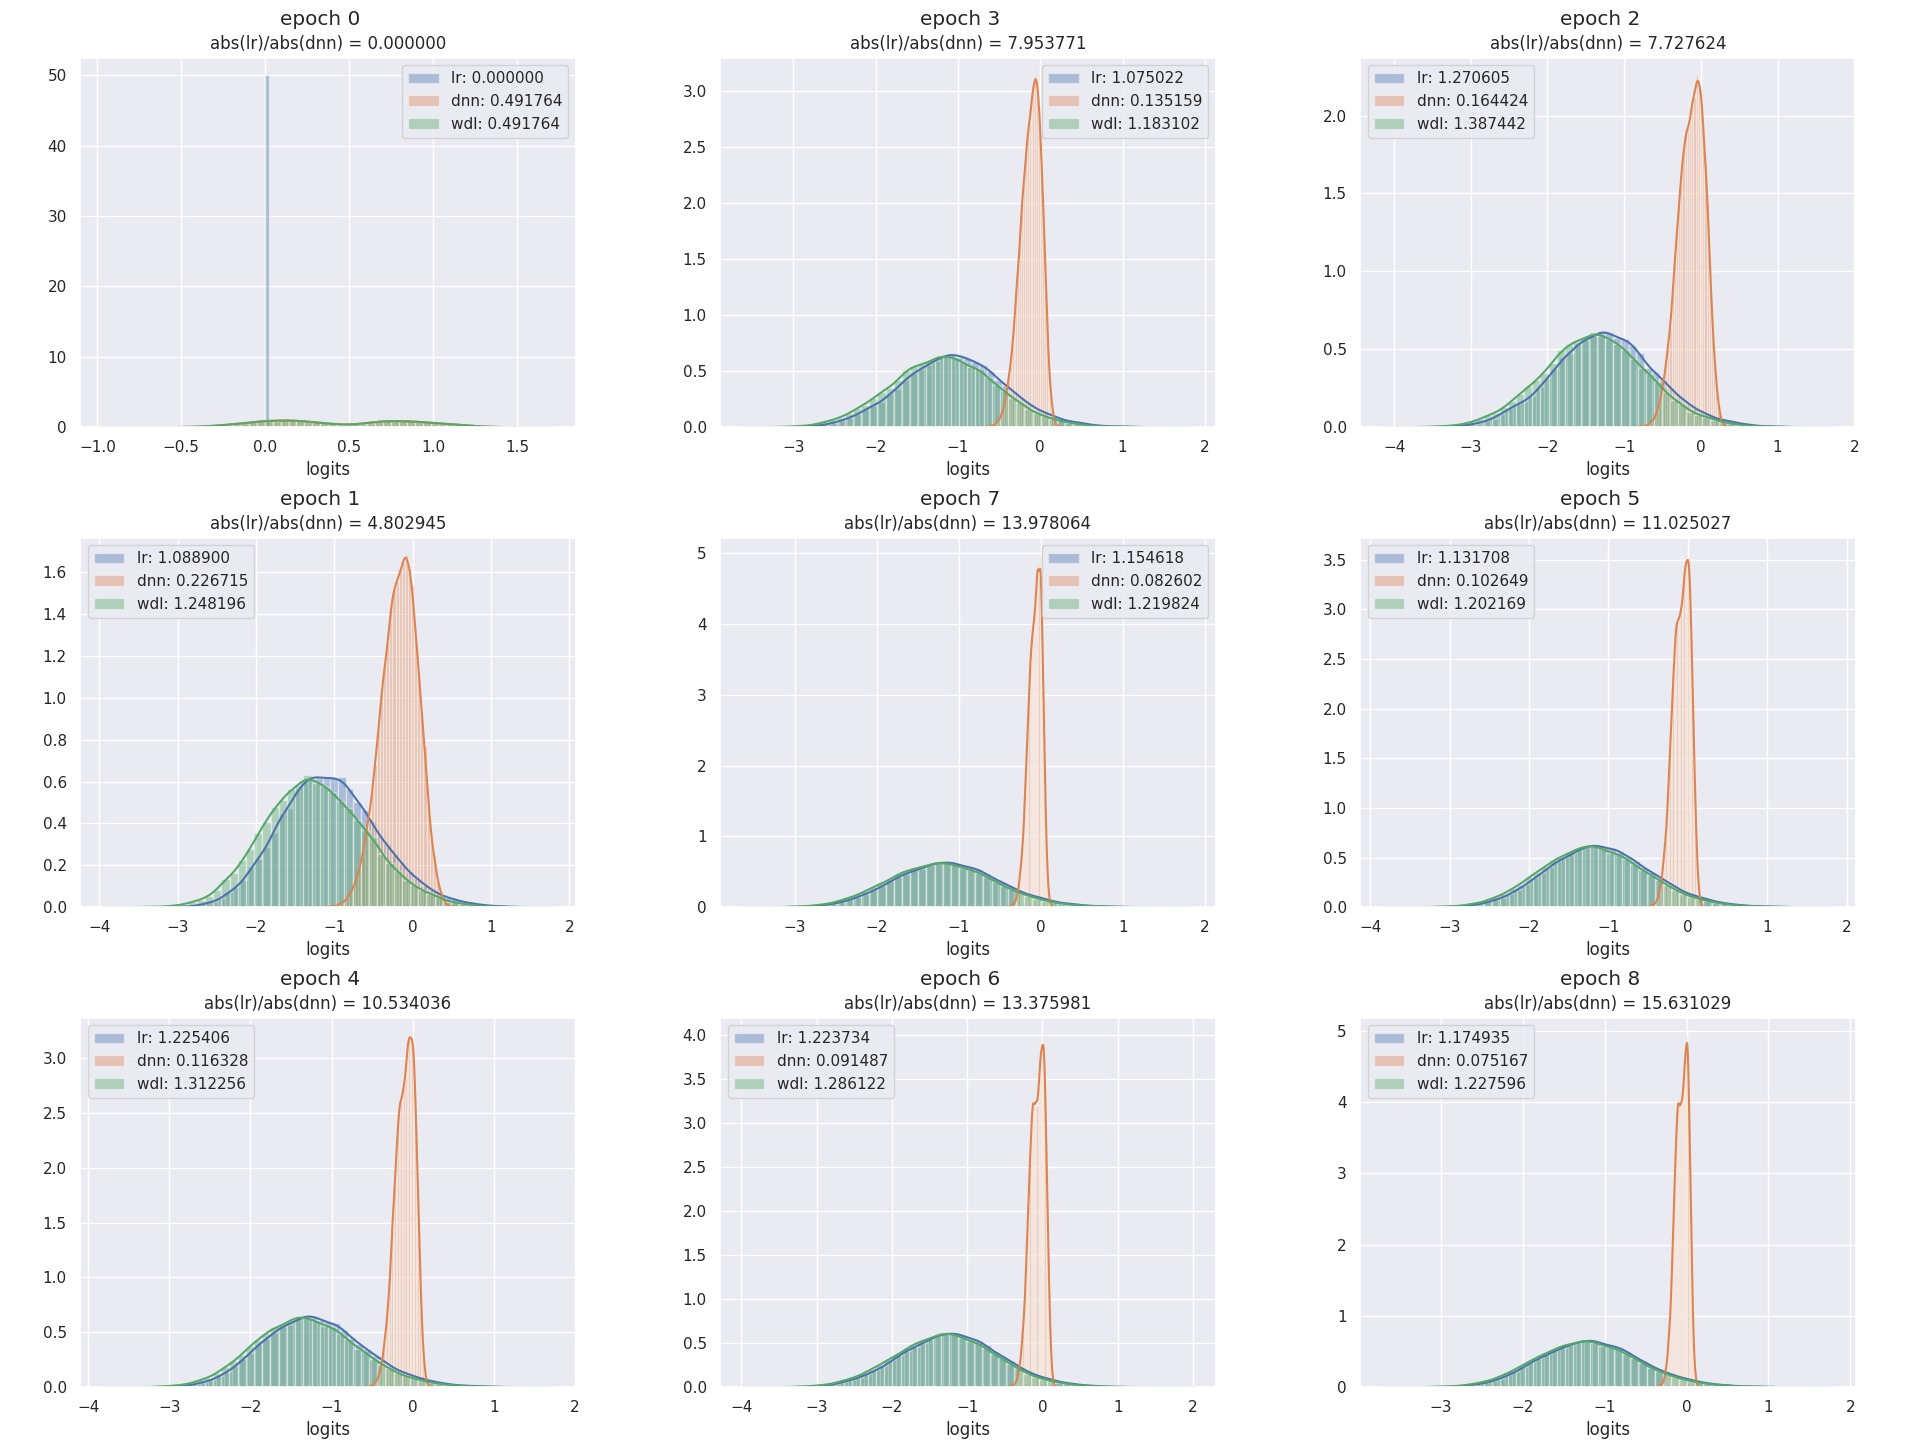 epoch 0
abs(lr)/abs(dnn) = 0.000000
lr: 0.000000
dnn: 0.491764
wdl: 0.491764
50
40
30
20
10
0
−1.0 −0.5 0.0 0.5 1.0 1.5
logits
epoch 3
abs(lr)/abs(dnn) = 7.953771
lr: 1.075022
dnn: 0.135159
wdl: 1.183102
3.0
2.5
2.0
1.5
1.0
0.5
0.0
−3 −2 −1 0 1 2
logits
epoch 2
abs(lr)/abs(dnn) = 7.727624
lr: 1.270605
dnn: 0.164424
wdl: 1.387442
2.0
1.5
1.0
0.5
0.0
−4 −3 −2 −1 0 1 2
logits
epoch 1
abs(lr)/abs(dnn) = 4.802945
lr: 1.088900
dnn: 0.226715
wdl: 1.248196
1.6
1.4
1.2
1.0
0.8
0.6
0.4
0.2
0.0
−4 −3 −2 −1 0 1 2
logits
epoch 7
abs(lr)/abs(dnn) = 13.978064
lr: 1.154618
dnn: 0.082602
wdl: 1.219824
5
4
3
2
1
0
−3 −2 −1 0 1 2
logits
epoch 5
abs(lr)/abs(dnn) = 11.025027
lr: 1.131708
dnn: 0.102649
wdl: 1.202169
3.5
3.0
2.5
2.0
1.5
1.0
0.5
0.0
−4 −3 −2 −1 0 1 2
logits
epoch 4
abs(lr)/abs(dnn) = 10.534036
lr: 1.225406
dnn: 0.116328
wdl: 1.312256
3.0
2.5
2.0
1.5
1.0
0.5
0.0
−4 −3 −2 −1 0 1 2
logits
epoch 6
abs(lr)/abs(dnn) = 13.375981
lr: 1.223734
dnn: 0.091487
wdl: 1.286122
4.0
3.5
3.0
2.5
2.0
1.5
1.0
0.5
0.0
−4 −3 −2 −1 0 1 2
logits
epoch 8
abs(lr)/abs(dnn) = 15.631029
lr: 1.174935
dnn: 0.075167
wdl: 1.227596
5
4
3
2
1
0
−3 −2 −1 0 1 2
logits